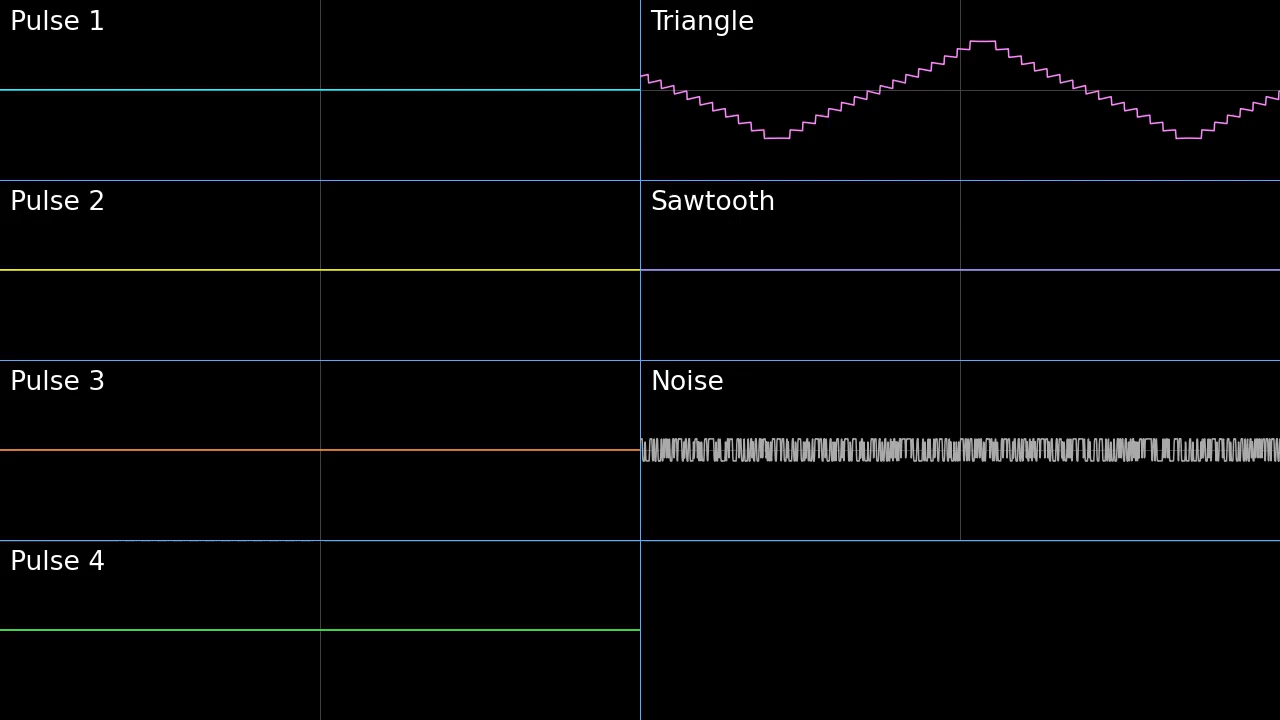 Pulse 1
Triangle
Pulse 2
Sawtooth
Pulse 3
Noise
Pulse 4